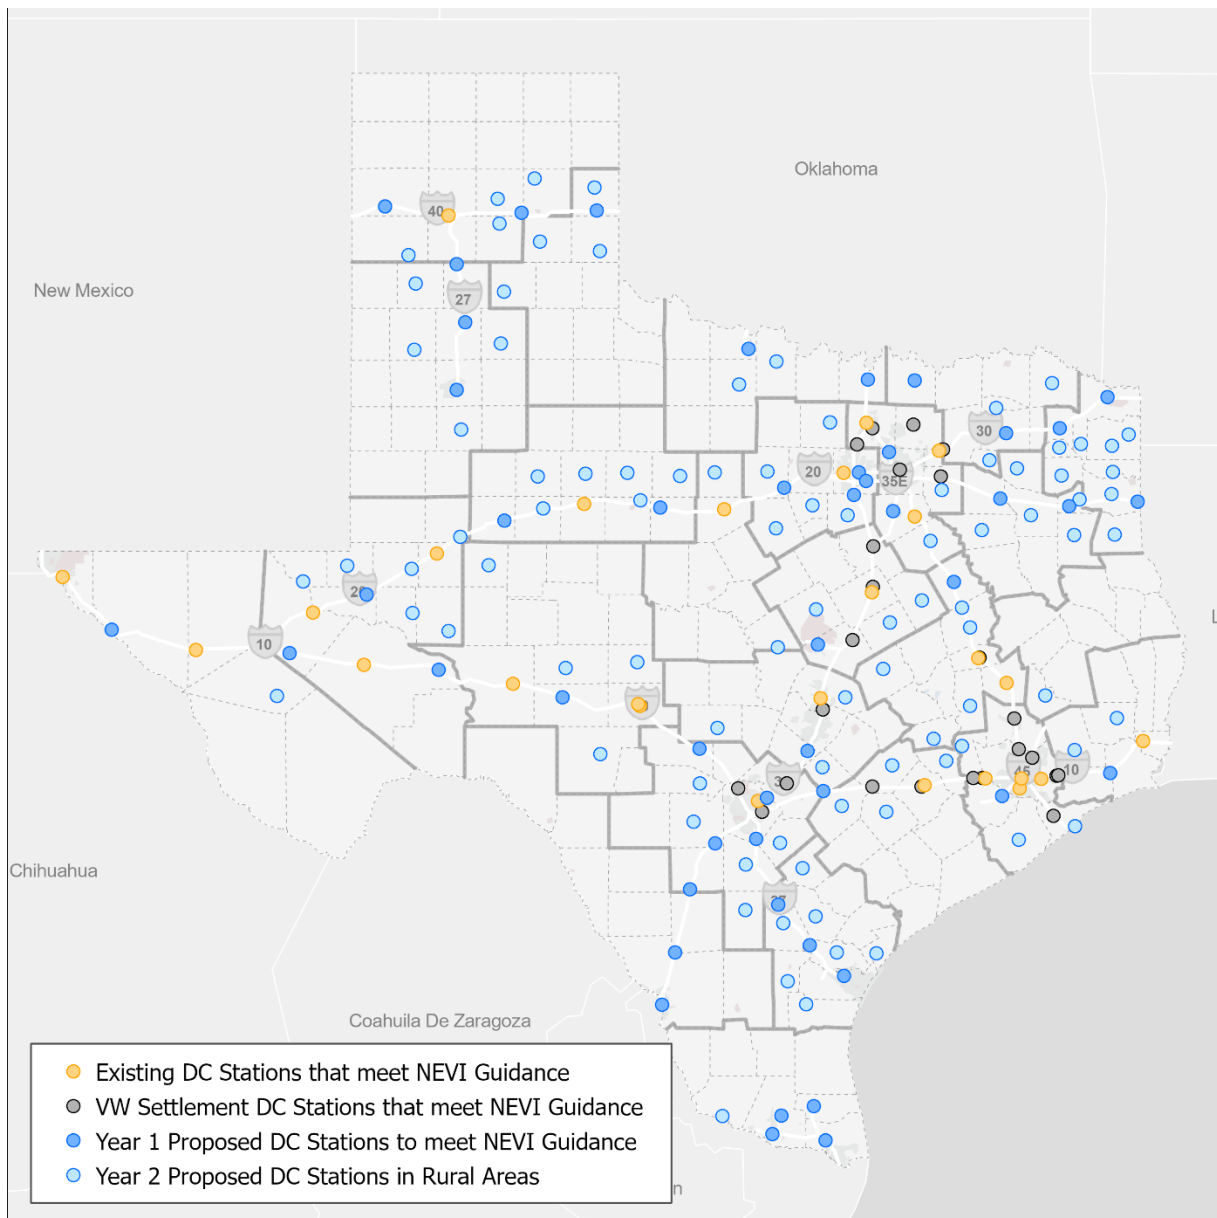 Oklahoma
40
New Mexico
27
30
20
35E
20
10
45
10
Chihuahua
Coahuila De Zaragoza
Existing DC Stations that meet NEVI Guidance
VW Settlement DC Stations that meet NEVI Guidance
Year 1 Proposed DC Stations to meet NEVI Guidance
Year 2 Proposed DC Stations in Rural Areas